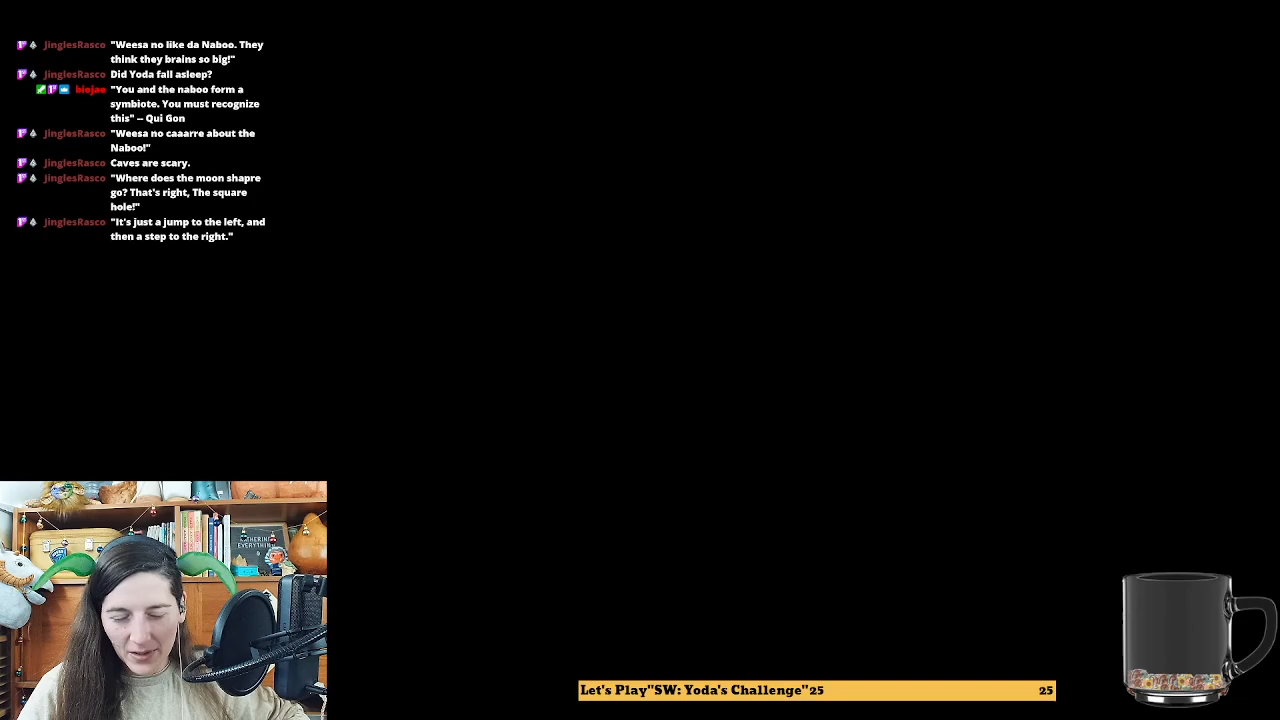 JinglesRasco "Weesa no like da Naboo. They
think they brains so big!"
JinglesRasco Did Yoda fall asleep?
biojae "You and the naboo form a
symbiote. You must recognize
this" -- Qui Gon
JinglesRasco "Weesa no caaarre about the
Naboo!"
JinglesRasco Caves are scary.
JinglesRasco "Where does the moon shapre
go? That's right, The square
hole!"
JinglesRasco "It's just a jump to the left, and
then a step to the right."
Let's Play"SW: Yoda's Challenge"25 25